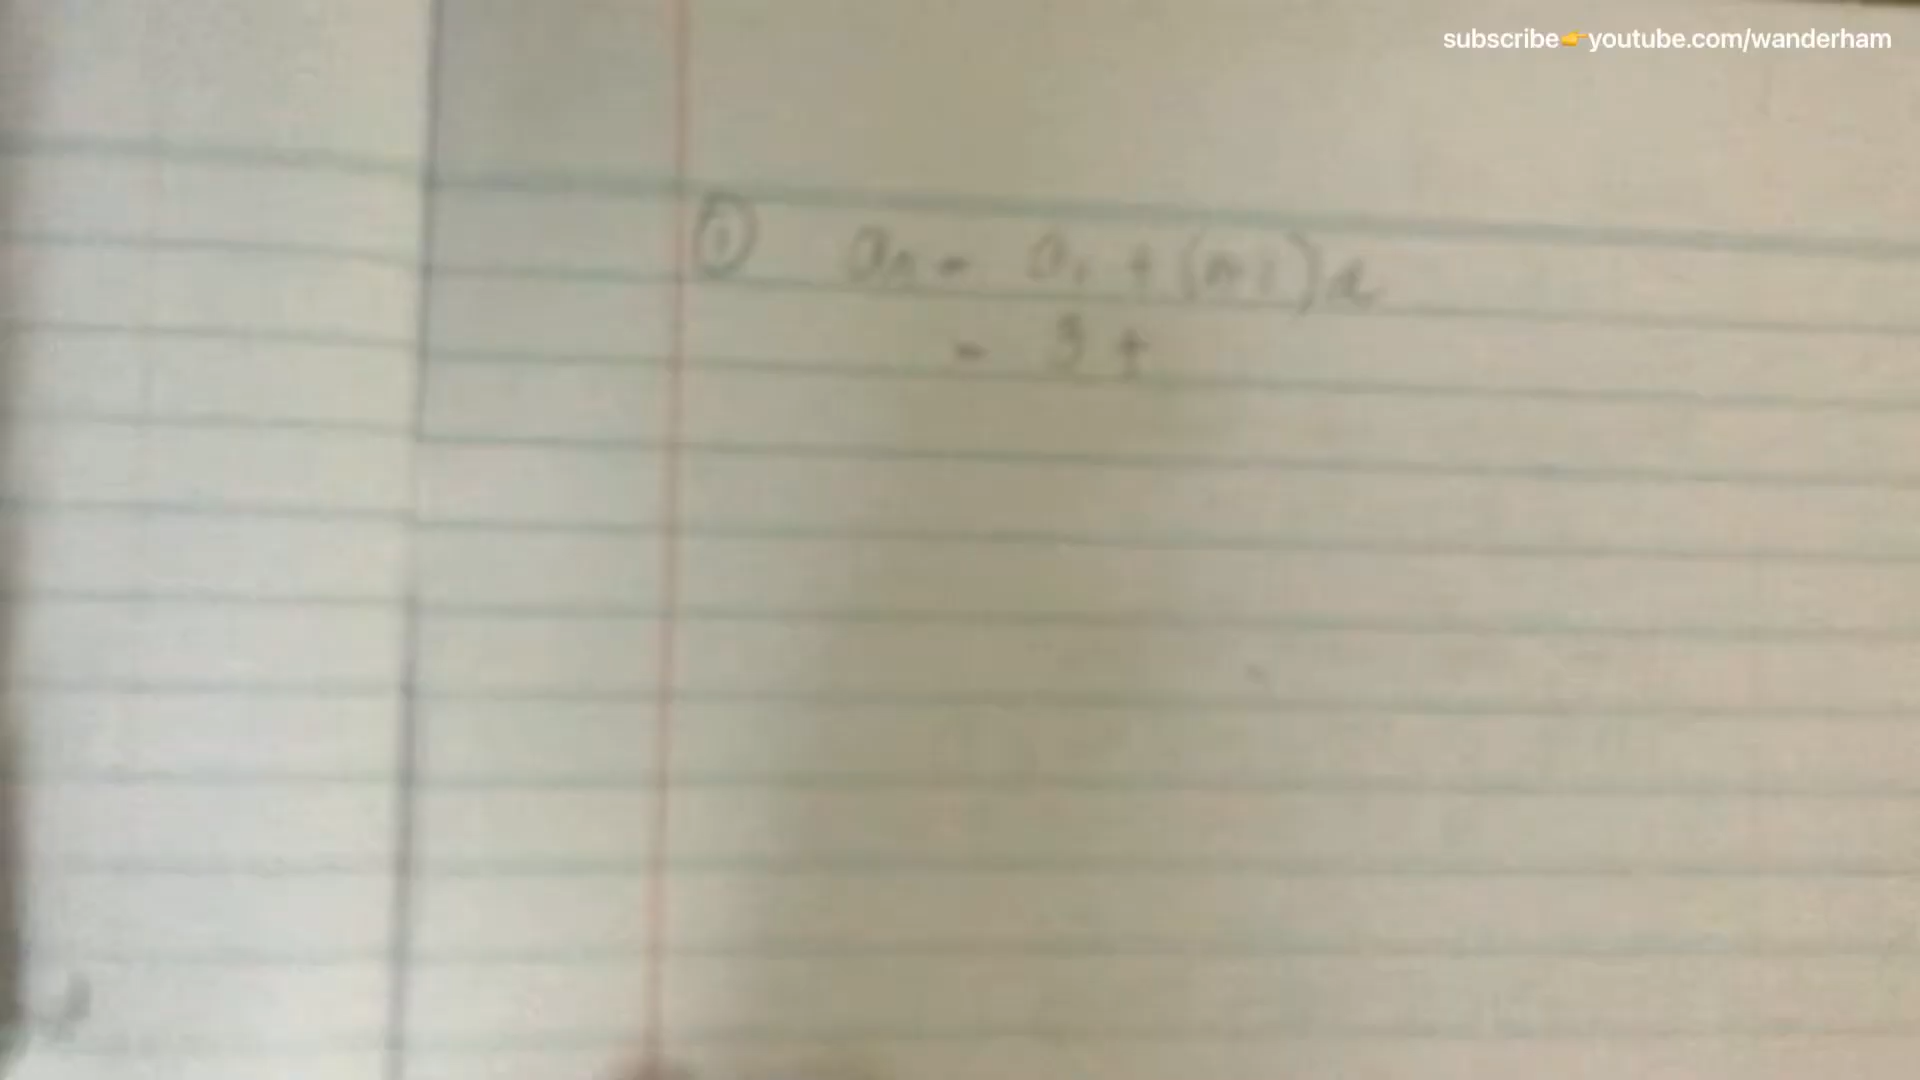 subscribe👉youtube.com/wanderham
① an = a1 + (n-1)d
= 3 +